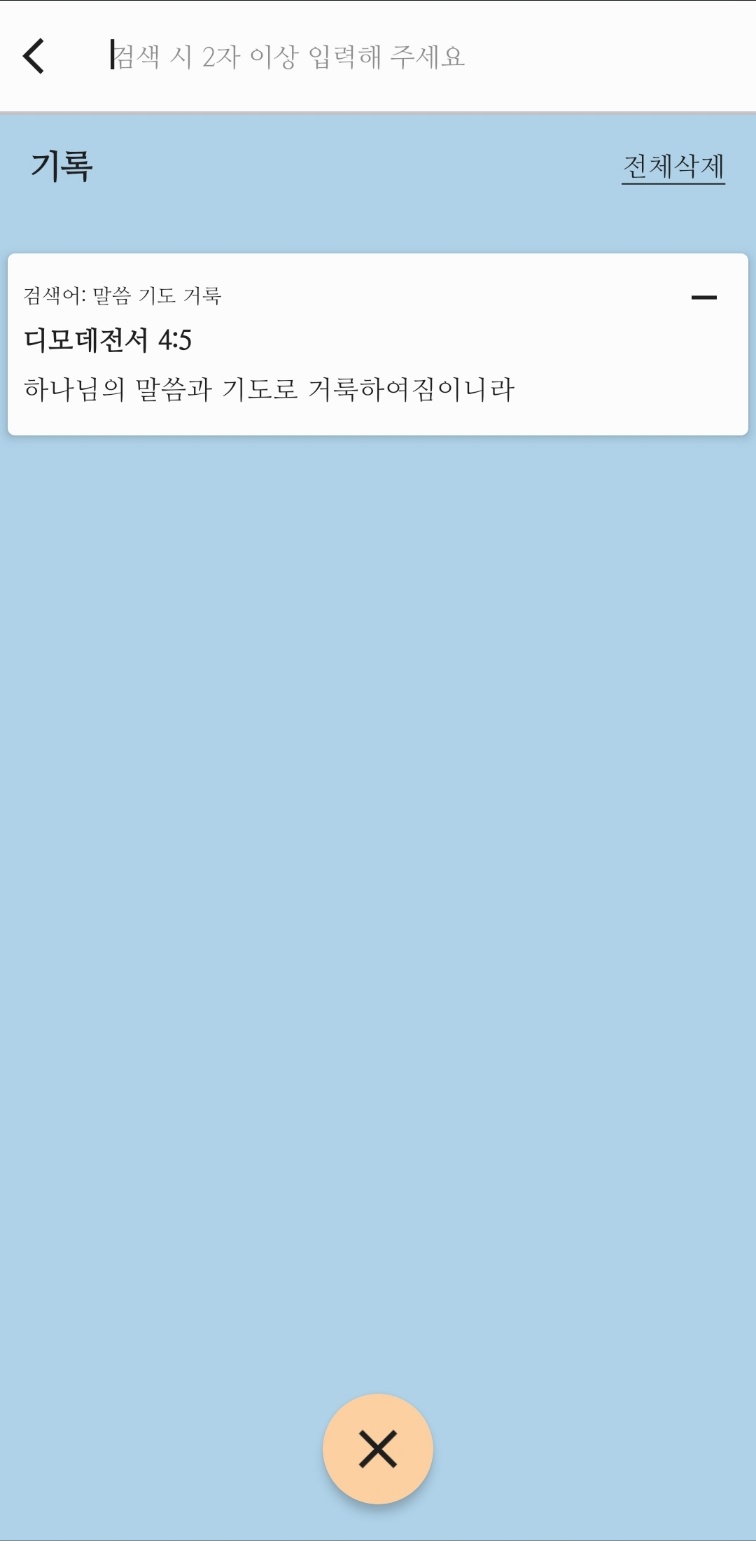 검색 시 2자 이상 입력해 주세요
기록
전체삭제
검색어: 말씀 기도 거룩
디모데전서 4:5
하나님의 말씀과 기도로 거룩하여짐이니라